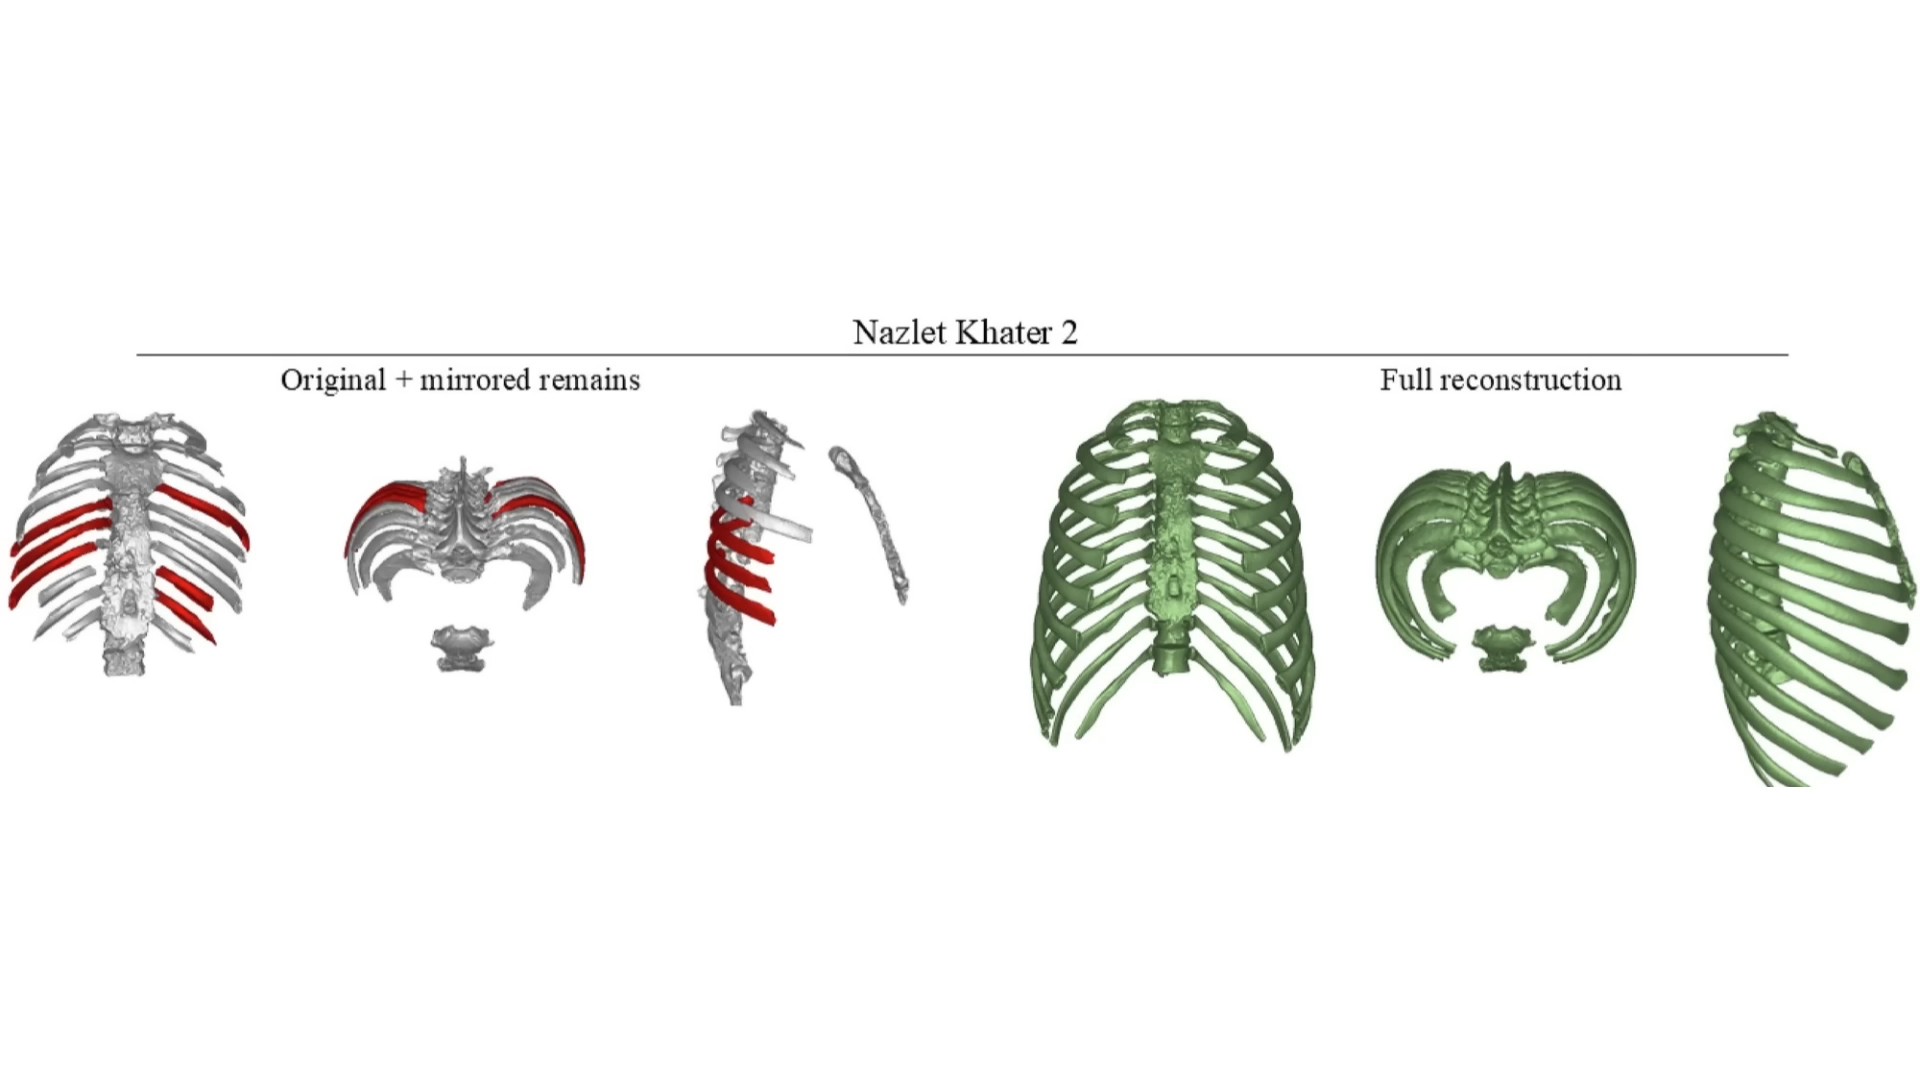 Nazlet Khater 2
Original + mirrored remains
Full reconstruction